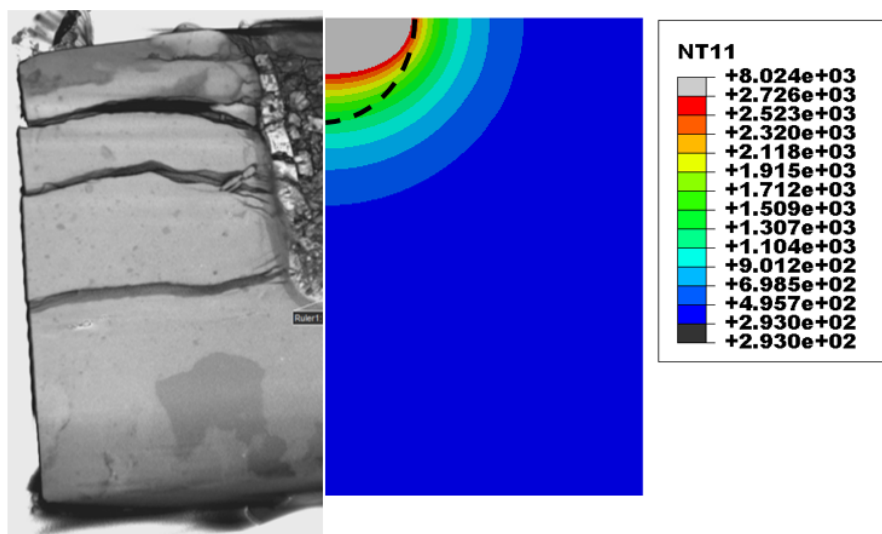 Ruler1
NT11
+8.024e+03
+2.726e+03
+2.523e+03
+2.320e+03
+2.118e+03
+1.915e+03
+1.712e+03
+1.509e+03
+1.307e+03
+1.104e+03
+9.012e+02
+6.985e+02
+4.957e+02
+2.930e+02
+2.930e+02